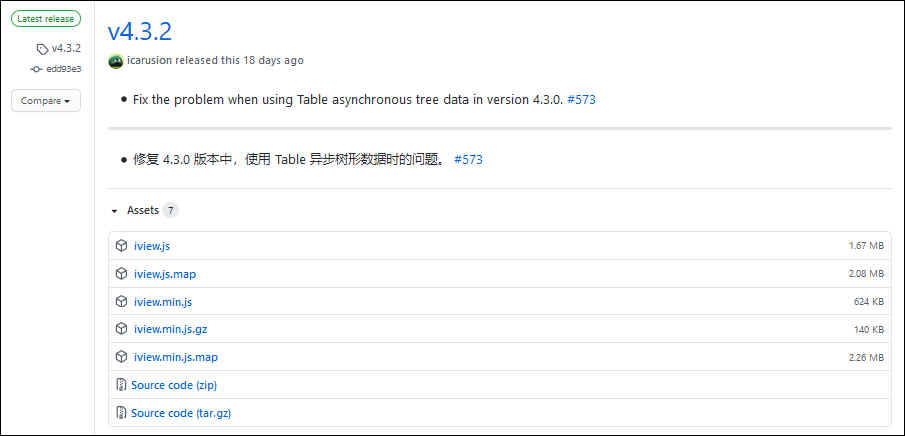 Latest release
v4.3.2
edd93e3
Compare
v4.3.2
icarusion released this 18 days ago
Fix the problem when using Table asynchronous tree data in version 4.3.0. #573
修复 4.3.0 版本中，使用 Table 异步树形数据时的问题。 #573
Assets 7
iview.js 1.67 MB
iview.js.map 2.08 MB
iview.min.js 624 KB
iview.min.js.gz 140 KB
iview.min.js.map 2.26 MB
Source code (zip)
Source code (tar.gz)